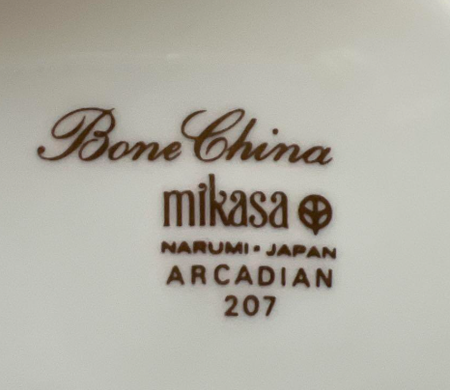 Bone China
mikasa
NARUMI • JAPAN
ARCADIAN
207